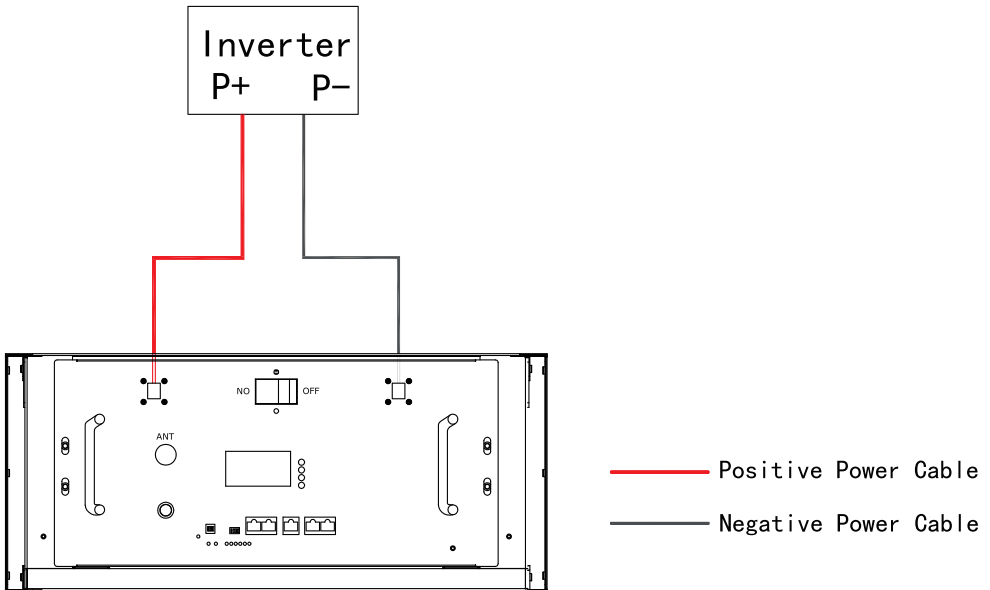 Inverter
P+ P-
NO OFF
ANT
Positive Power Cable
Negative Power Cable